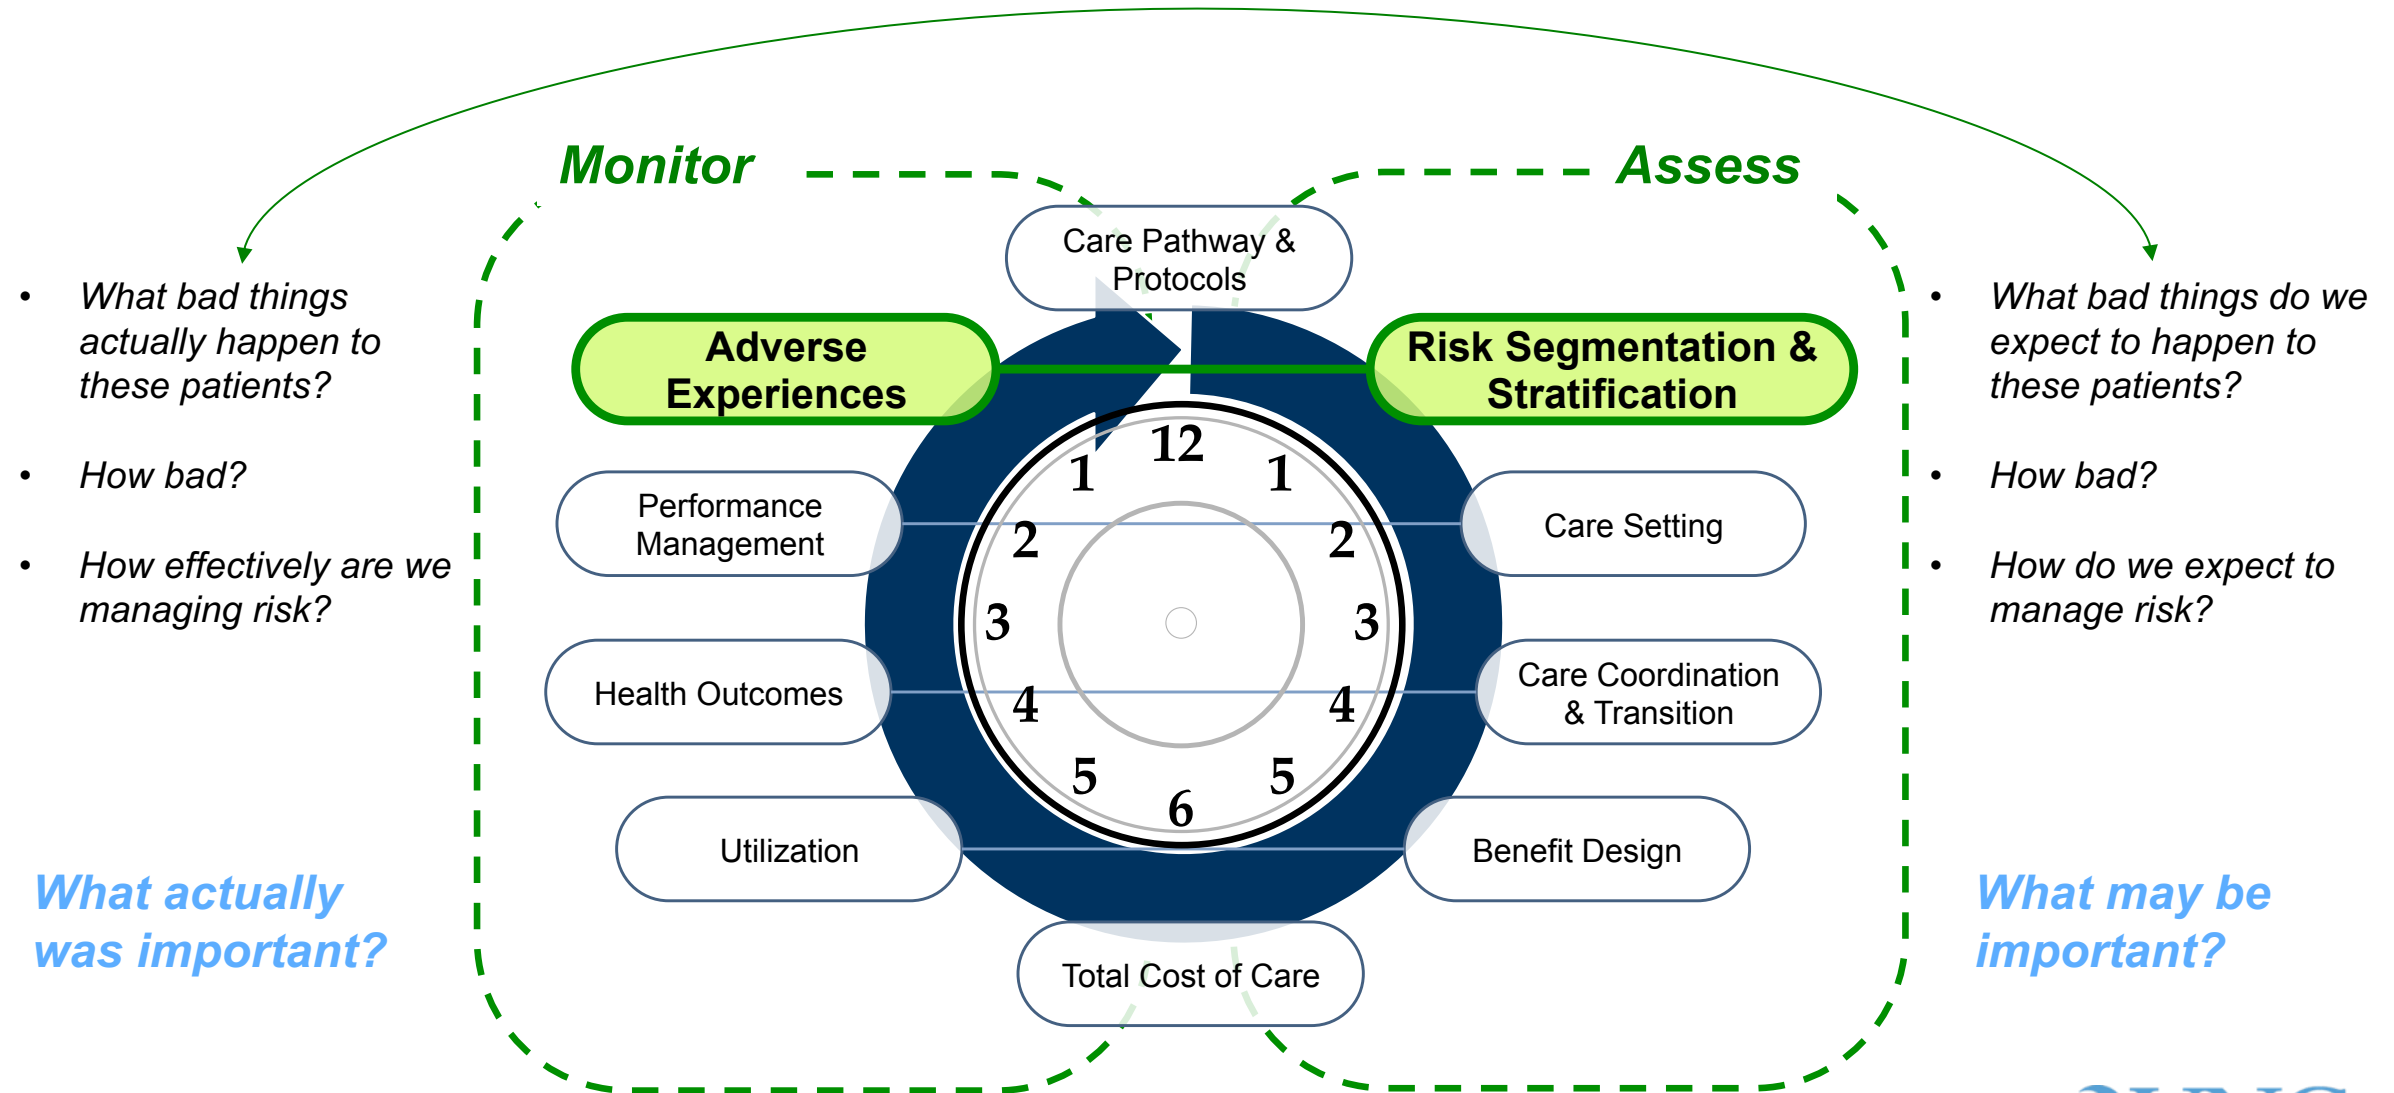 Monitor
Assess
Care Pathway &
Protocols
• What bad things
actually happen to
these patients?
• How bad?
• How effectively are we
managing risk?
What actually
was important?
Adverse
Experiences
Performance
Management
Health Outcomes
Utilization
12
1
1
2
2
3
3
4
4
5
5
6
Risk Segmentation &
Stratification
Care Setting
Care Coordination
& Transition
Benefit Design
Total Cost of Care
• What bad things do we
expect to happen to
these patients?
• How bad?
• How do we expect to
manage risk?
What may be
important?